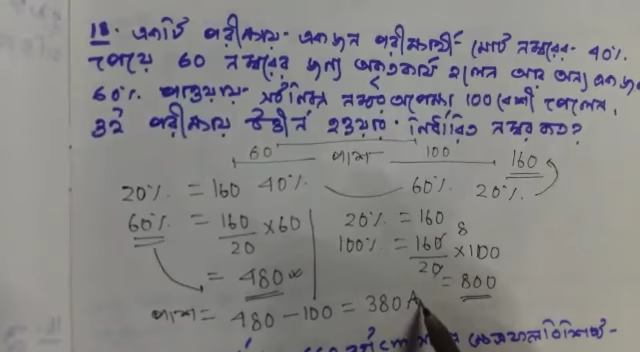 18. একটি পরীক্ষায় একজন পরীক্ষার্থী মোট নম্বরের 40%
পেয়ে 60 নম্বরের জন্য অকৃতকার্য হলেন আর অন্য একজন
60% পাওয়ায় সর্বনিম্ন নম্বর অপেক্ষা 100 বেশী পেলেন,
ঐ পরীক্ষায় উত্তীর্ণ হওয়ার নির্ধারিত নম্বর কত?
60 পাশ 100 160
20% = 160 40% 60% 20%
60% = 160/20 × 60 20% = 160
= 480 100% = 160/20 × 100 8
= 800
পাশ = 480 - 100 = 380 A